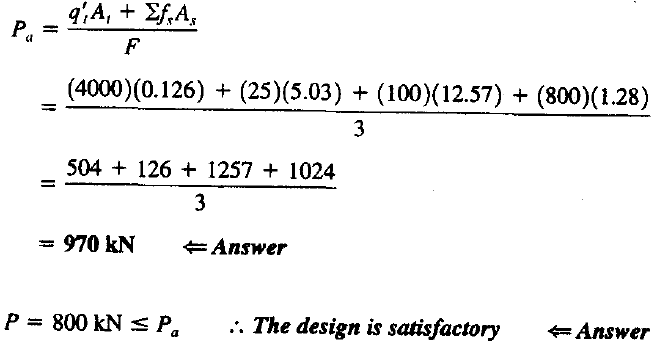 P_a = (q'_t A_t + Σf_s A_s) / F
= ((4000)(0.126) + (25)(5.03) + (100)(12.57) + (800)(1.28)) / 3
= (504 + 126 + 1257 + 1024) / 3
= 970 kN ⇐ Answer
P = 800 kN ≤ P_a ∴ The design is satisfactory ⇐ Answer